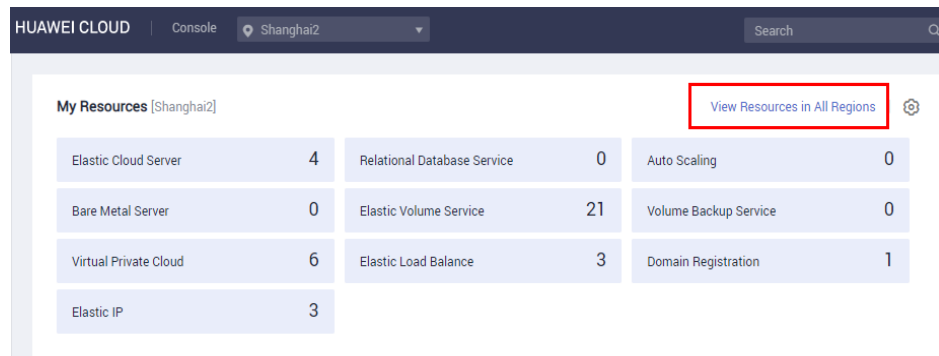 HUAWEI CLOUD Console Shanghai2 Search
My Resources [Shanghai2] View Resources in All Regions
Elastic Cloud Server 4 Relational Database Service 0 Auto Scaling 0
Bare Metal Server 0 Elastic Volume Service 21 Volume Backup Service 0
Virtual Private Cloud 6 Elastic Load Balance 3 Domain Registration 1
Elastic IP 3